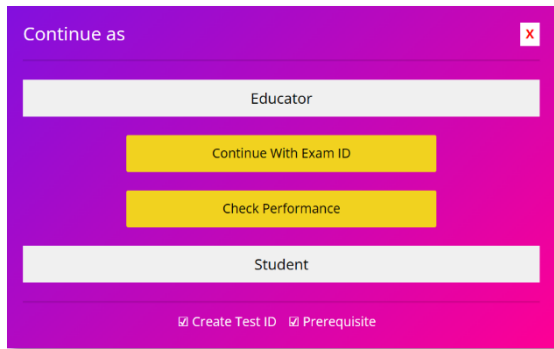 Continue as
X
Educator
Continue With Exam ID
Check Performance
Student
☑ Create Test ID ☑ Prerequisite